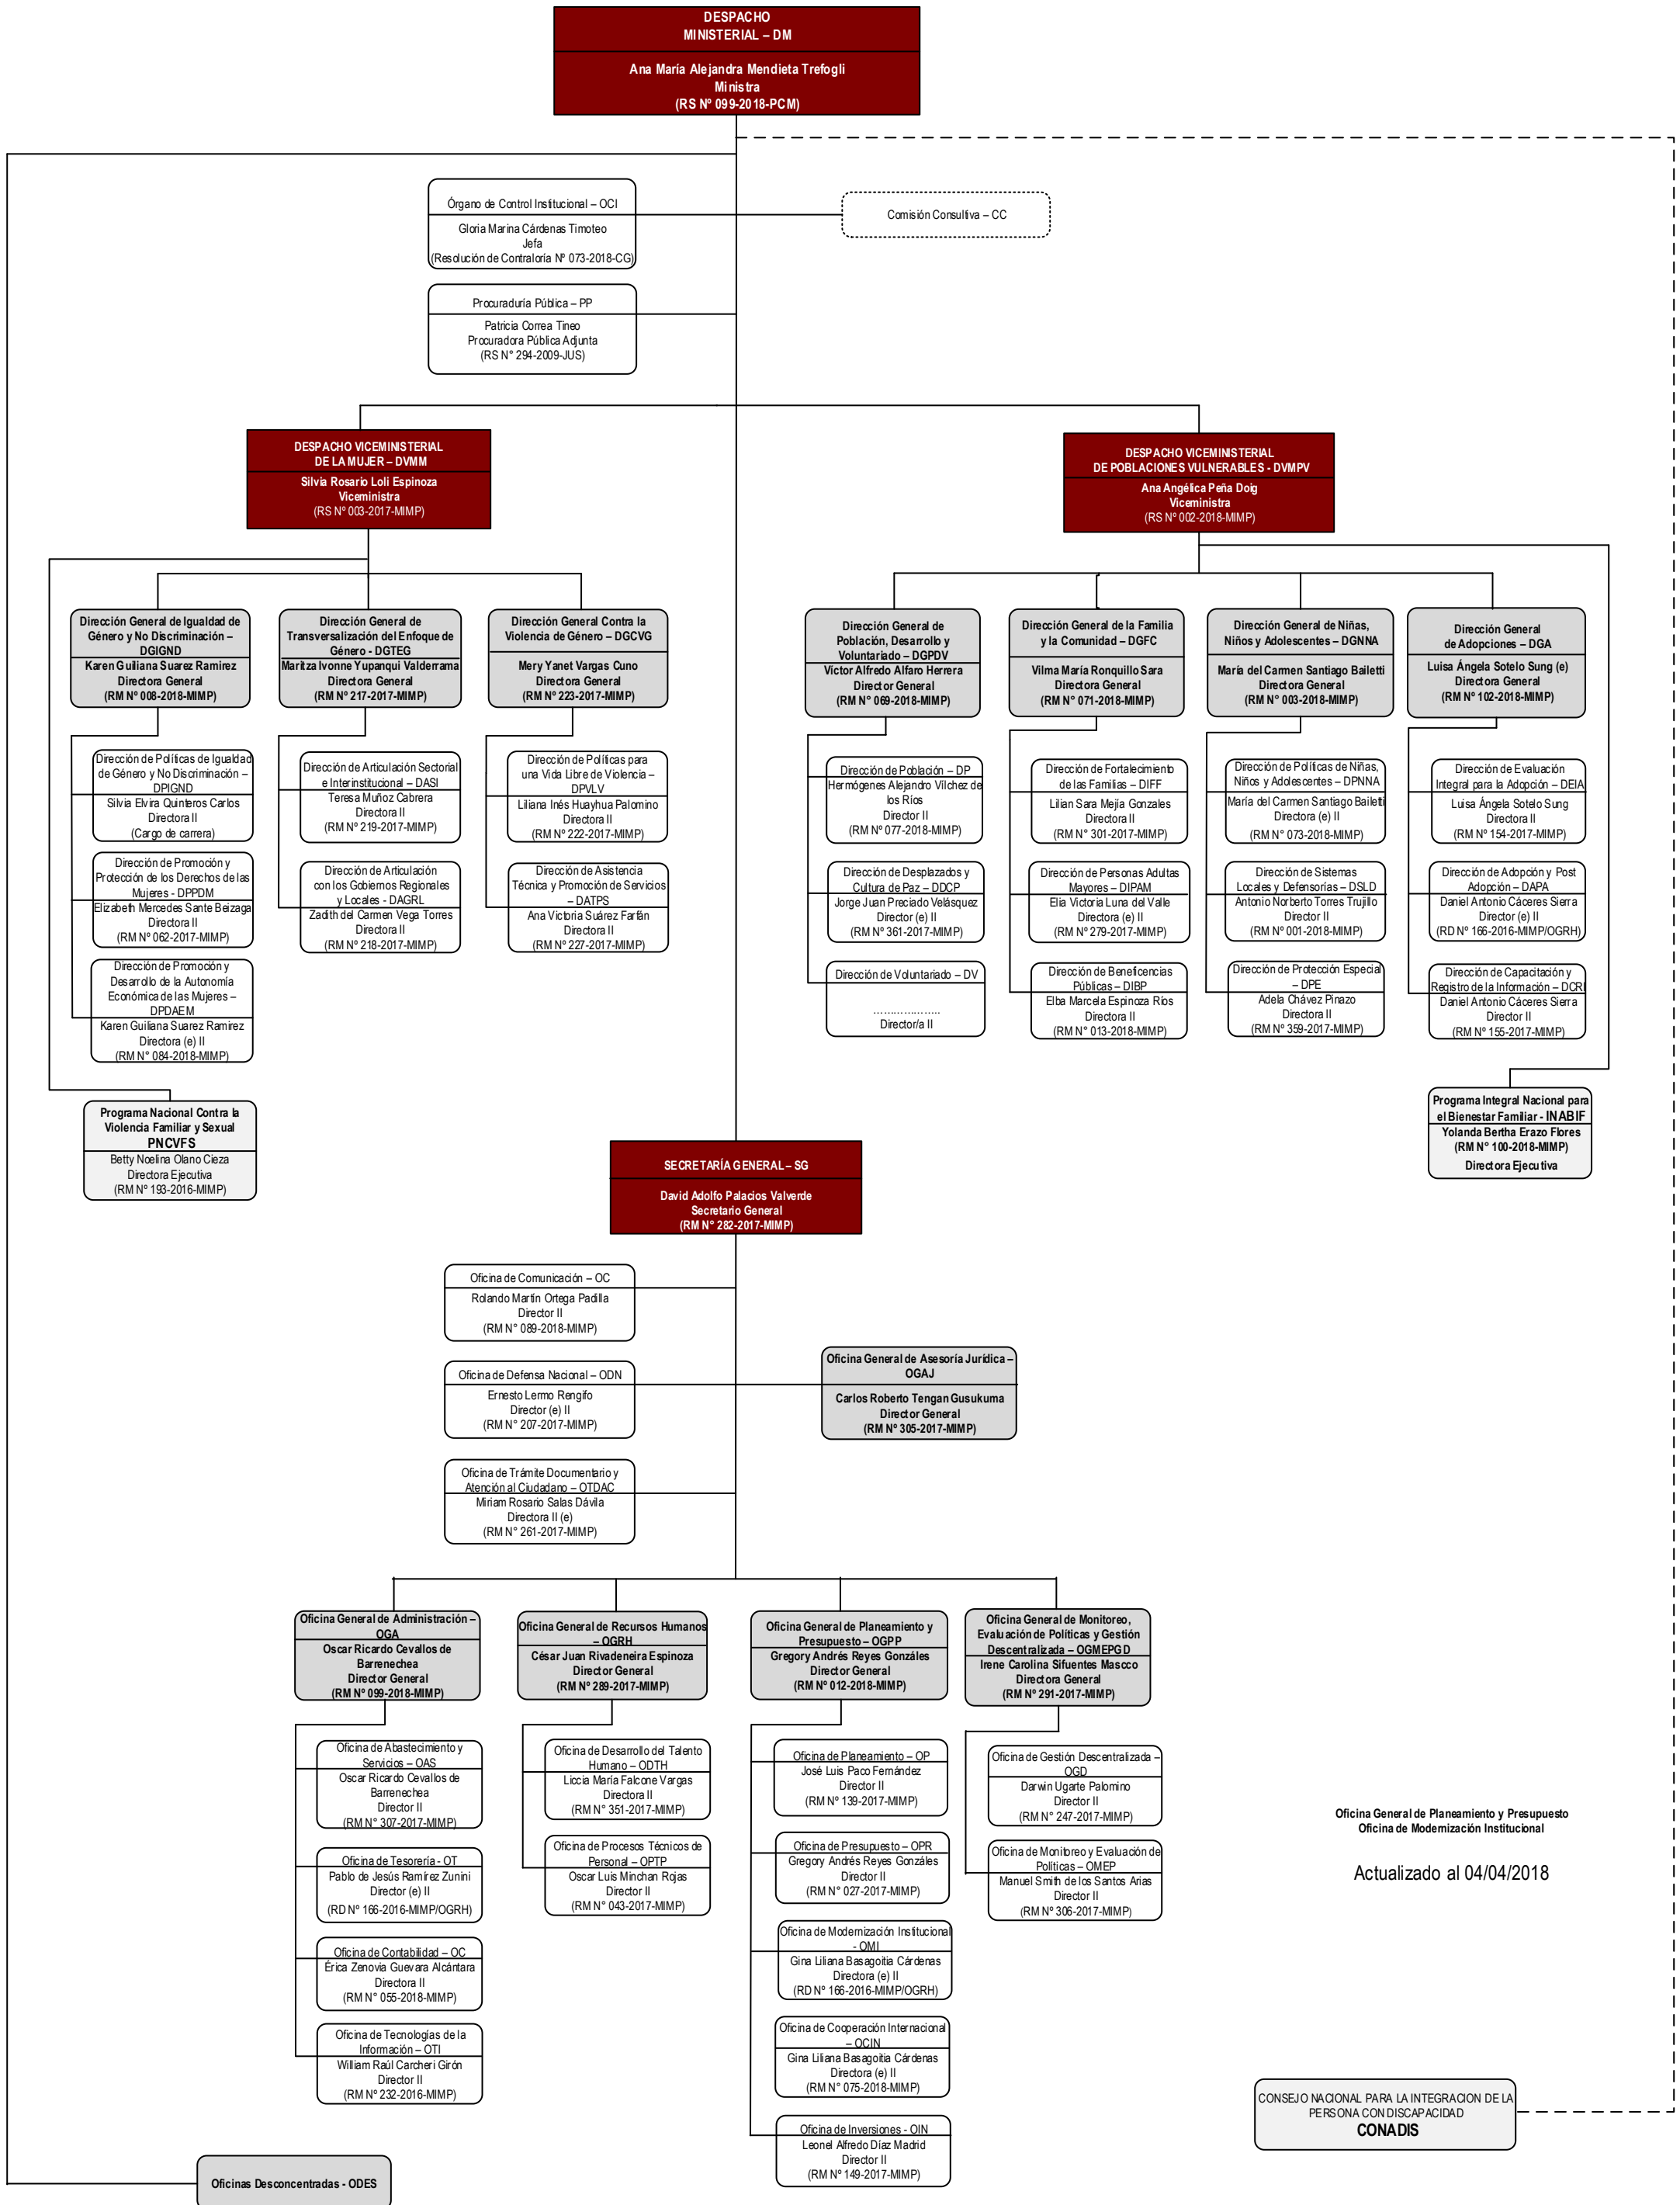 DESPACHO
MINISTERIAL – DM
Ana María Alejandra Mendieta Trefogli
Ministra
(RS Nº 099-2018-PCM)
Órgano de Control Institucional – OCI
Gloria Marina Cárdenas Timoteo
Jefa
(Resolución de Contraloría Nº 073-2018-CG)
Comisión Consultiva – CC
Procuraduría Pública – PP
Patricia Correa Tineo
Procuradora Pública Adjunta
(RS N° 294-2009-JUS)
DESPACHO VICEMINISTERIAL
DE LA MUJER – DVMM
Silvia Rosario Loli Espinoza
Viceministra
(RS Nº 003-2017-MIMP)
DESPACHO VICEMINISTERIAL
DE POBLACIONES VULNERABLES - DVMPV
Ana Angélica Peña Doig
Viceministra
(RS Nº 002-2018-MIMP)
Dirección General de Igualdad de
Género y No Discriminación –
DGIGND
Karen Guiliana Suarez Ramirez
Directora General
(RM Nº 008-2018-MIMP)
Dirección General de
Transversalización del Enfoque de
Género - DGTEG
Maritza Ivonne Yupanqui Valderrama
Directora General
(RM Nº 217-2017-MIMP)
Dirección General Contra la
Violencia de Género – DGCVG
Mery Yanet Vargas Cuno
Directora General
(RM Nº 223-2017-MIMP)
Dirección General de
Población, Desarrollo y
Voluntariado – DGPDV
Víctor Alfredo Alfaro Herrera
Director General
(RM Nº 069-2018-MIMP)
Dirección General de la Familia
y la Comunidad – DGFC
Vilma María Ronquillo Sara
Directora General
(RM Nº 071-2018-MIMP)
Dirección General de Niñas,
Niños y Adolescentes – DGNNA
María del Carmen Santiago Bailetti
Directora General
(RM Nº 003-2018-MIMP)
Dirección General
de Adopciones – DGA
Luisa Ángela Sotelo Sung (e)
Directora General
(RM Nº 102-2018-MIMP)
Dirección de Políticas de Igualdad
de Género y No Discriminación –
DPIGND
Silvia Elvira Quinteros Carlos
Directora II
(Cargo de carrera)
Dirección de Articulación Sectorial
e Interinstitucional – DASI
Teresa Muñoz Cabrera
Directora II
(RM Nº 219-2017-MIMP)
Dirección de Políticas para
una Vida Libre de Violencia –
DPVLV
Liliana Inés Huayhua Palomino
Directora II
(RM N° 222-2017-MIMP)
Dirección de Población – DP
Hermógenes Alejandro Vílchez de
los Ríos
Director II
(RM Nº 077-2018-MIMP)
Dirección de Fortalecimiento
de las Familias – DIFF
Lilian Sara Mejía Gonzales
Directora II
(RM N° 301-2017-MIMP)
Dirección de Políticas de Niñas,
Niños y Adolescentes – DPNNA
María del Carmen Santiago Bailetti
Directora (e) II
(RM N° 073-2018-MIMP)
Dirección de Evaluación
Integral para la Adopción – DEIA
Luisa Ángela Sotelo Sung
Directora II
(RM Nº 154-2017-MIMP)
Dirección de Promoción y
Protección de los Derechos de las
Mujeres - DPPDM
Elizabeth Mercedes Sante Beizaga
Directora II
(RM N° 062-2017-MIMP)
Dirección de Articulación
con los Gobiernos Regionales
y Locales - DAGRL
Zadith del Carmen Vega Torres
Directora II
(RM N° 218-2017-MIMP)
Dirección de Asistencia
Técnica y Promoción de Servicios
– DATPS
Ana Victoria Suárez Farfán
Directora II
(RM N° 227-2017-MIMP)
Dirección de Desplazados y
Cultura de Paz – DDCP
Jorge Juan Preciado Velásquez
Director (e) II
(RM Nº 361-2017-MIMP)
Dirección de Personas Adultas
Mayores – DIPAM
Elia Victoria Luna del Valle
Directora (e) II
(RM N° 279-2017-MIMP)
Dirección de Sistemas
Locales y Defensorías – DSLD
Antonio Norberto Torres Trujillo
Director II
(RM N° 001-2018-MIMP)
Dirección de Adopción y Post
Adopción – DAPA
Daniel Antonio Cáceres Sierra
Director (e) II
(RD N° 166-2016-MIMP/OGRH)
Dirección de Promoción y
Desarrollo de la Autonomía
Económica de las Mujeres –
DPDAEM
Karen Guiliana Suarez Ramirez
Directora (e) II
(RM N° 084-2018-MIMP)
Dirección de Voluntariado – DV
....................
Director/a II
Dirección de Beneficencias
Públicas – DIBP
Elba Marcela Espinoza Ríos
Directora II
(RM N° 013-2018-MIMP)
Dirección de Protección Especial
– DPE
Adela Chávez Pinazo
Directora II
(RM N° 359-2017-MIMP)
Dirección de Capacitación y
Registro de la Información – DCRI
Daniel Antonio Cáceres Sierra
Director II
(RM N° 155-2017-MIMP)
Programa Nacional Contra la
Violencia Familiar y Sexual
PNCVFS
Betty Noelina Olano Cieza
Directora Ejecutiva
(RM Nº 193-2016-MIMP)
Programa Integral Nacional para
el Bienestar Familiar - INABIF
Yolanda Bertha Erazo Flores
(RM N° 100-2018-MIMP)
Directora Ejecutiva
SECRETARÍA GENERAL – SG
David Adolfo Palacios Valverde
Secretario General
(RM N° 282-2017-MIMP)
Oficina de Comunicación – OC
Rolando Martín Ortega Padilla
Director II
(RM N° 089-2018-MIMP)
Oficina de Defensa Nacional – ODN
Ernesto Lermo Rengifo
Director (e) II
(RM N° 207-2017-MIMP)
Oficina General de Asesoría Jurídica –
OGAJ
Carlos Roberto Tengan Gusukuma
Director General
(RM Nº 305-2017-MIMP)
Oficina de Trámite Documentario y
Atención al Ciudadano – OTDAC
Miriam Rosario Salas Dávila
Directora II (e)
(RM N° 261-2017-MIMP)
Oficina General de Administración –
OGA
Oscar Ricardo Cevallos de
Barrenechea
Director General
(RM Nº 099-2018-MIMP)
Oficina General de Recursos Humanos
– OGRH
César Juan Rivadeneira Espinoza
Director General
(RM Nº 289-2017-MIMP)
Oficina General de Planeamiento y
Presupuesto – OGPP
Gregory Andrés Reyes Gonzáles
Director General
(RM Nº 012-2018-MIMP)
Oficina General de Monitoreo,
Evaluación de Políticas y Gestión
Descentralizada – OGMEPGD
Irene Carolina Sifuentes Mascco
Directora General
(RM Nº 291-2017-MIMP)
Oficina de Abastecimiento y
Servicios – OAS
Oscar Ricardo Cevallos de
Barrenechea
Director II
(RM N° 307-2017-MIMP)
Oficina de Desarrollo del Talento
Humano – ODTH
Liccia María Falcone Vargas
Directora II
(RM N° 351-2017-MIMP)
Oficina de Planeamiento – OP
José Luis Paco Fernández
Director II
(RM Nº 139-2017-MIMP)
Oficina de Gestión Descentralizada –
OGD
Darwin Ugarte Palomino
Director II
(RM N° 247-2017-MIMP)
Oficina de Tesorería - OT
Pablo de Jesús Ramírez Zunini
Director (e) II
(RD Nº 166-2016-MIMP/OGRH)
Oficina de Procesos Técnicos de
Personal – OPTP
Oscar Luis Minchan Rojas
Director II
(RM N° 043-2017-MIMP)
Oficina de Presupuesto – OPR
Gregory Andrés Reyes Gonzáles
Director II
(RM N° 027-2017-MIMP)
Oficina de Monitoreo y Evaluación de
Políticas – OMEP
Manuel Smith de los Santos Arias
Director II
(RM N° 306-2017-MIMP)
Oficina General de Planeamiento y Presupuesto
Oficina de Modernización Institucional
Actualizado al 04/04/2018
Oficina de Contabilidad – OC
Érica Zenovia Guevara Alcántara
Directora II
(RM N° 055-2018-MIMP)
Oficina de Modernización Institucional
- OMI
Gina Liliana Basagoitia Cárdenas
Directora (e) II
(RD Nº 166-2016-MIMP/OGRH)
Oficina de Tecnologías de la
Información – OTI
William Raúl Carcheri Girón
Director II
(RM N° 232-2016-MIMP)
Oficina de Cooperación Internacional
– OCIN
Gina Liliana Basagoitia Cárdenas
Directora (e) II
(RM N° 075-2018-MIMP)
Oficina de Inversiones - OIN
Leonel Alfredo Díaz Madrid
Director II
(RM N° 149-2017-MIMP)
CONSEJO NACIONAL PARA LA INTEGRACION DE LA
PERSONA CON DISCAPACIDAD
CONADIS
Oficinas Desconcentradas - ODES